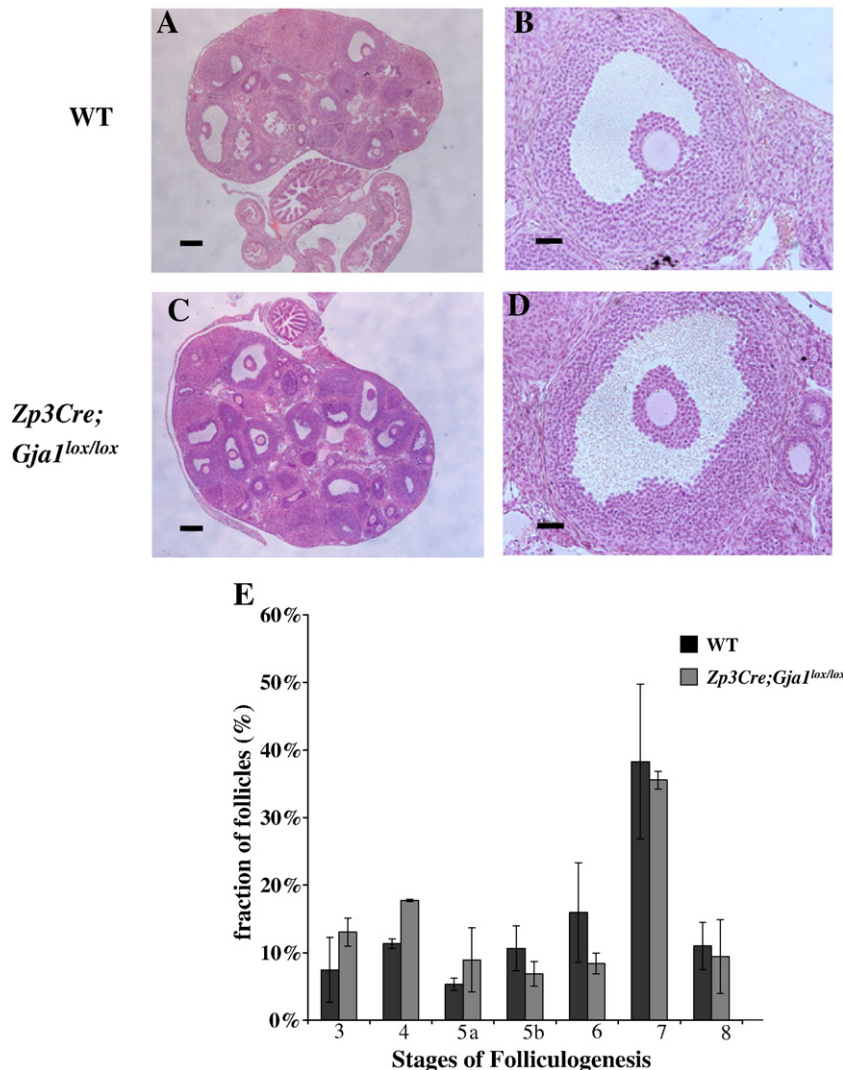 A
B
WT
C
D
Zp3Cre;
Gja1lox/lox
E
60%
50%
40%
30%
20%
10%
0%
fraction of follicles (%)
WT
Zp3Cre;Gja1lox/lox
3 4 5a 5b 6 7 8
Stages of Folliculogenesis